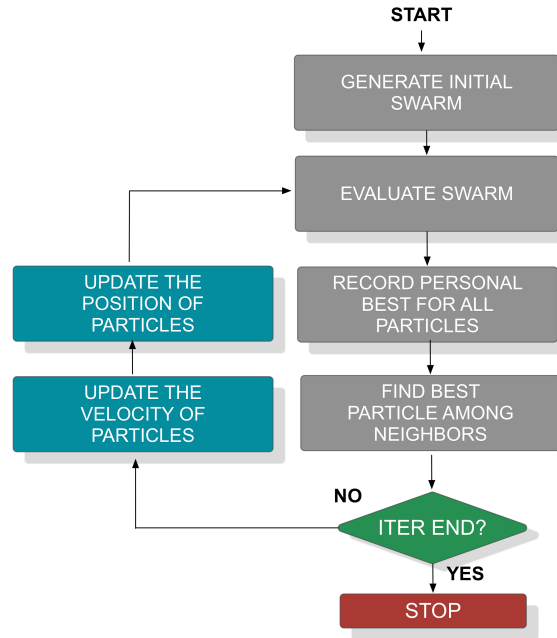 START
GENERATE INITIAL
SWARM
EVALUATE SWARM
RECORD PERSONAL
BEST FOR ALL
PARTICLES
FIND BEST
PARTICLE AMONG
NEIGHBORS
ITER END?
NO
UPDATE THE
VELOCITY OF
PARTICLES
UPDATE THE
POSITION OF
PARTICLES
YES
STOP